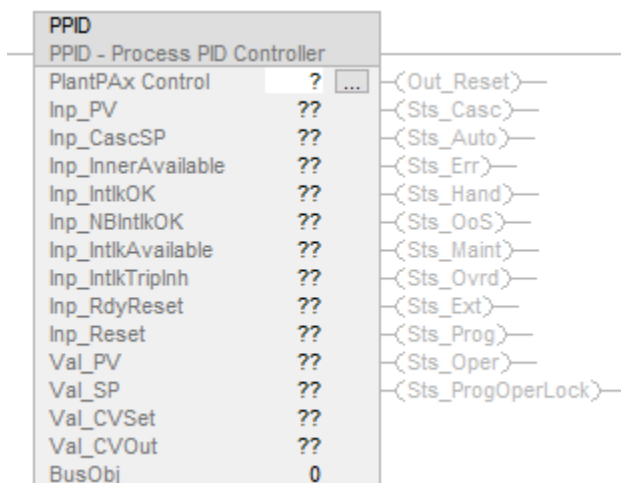 PPID
PPID - Process PID Controller
PlantPAx Control ? ... (Out_Reset)
Inp_PV ?? (Sts_Casc)
Inp_CascSP ?? (Sts_Auto)
Inp_InnerAvailable ?? (Sts_Err)
Inp_IntlkOK ?? (Sts_Hand)
Inp_NBIntlkOK ?? (Sts_OoS)
Inp_IntlkAvailable ?? (Sts_Maint)
Inp_IntlkTripInh ?? (Sts_Ovrd)
Inp_RdyReset ?? (Sts_Ext)
Inp_Reset ?? (Sts_Prog)
Val_PV ?? (Sts_Oper)
Val_SP ?? (Sts_ProgOperLock)
Val_CVSet ??
Val_CVOut ??
BusObj 0